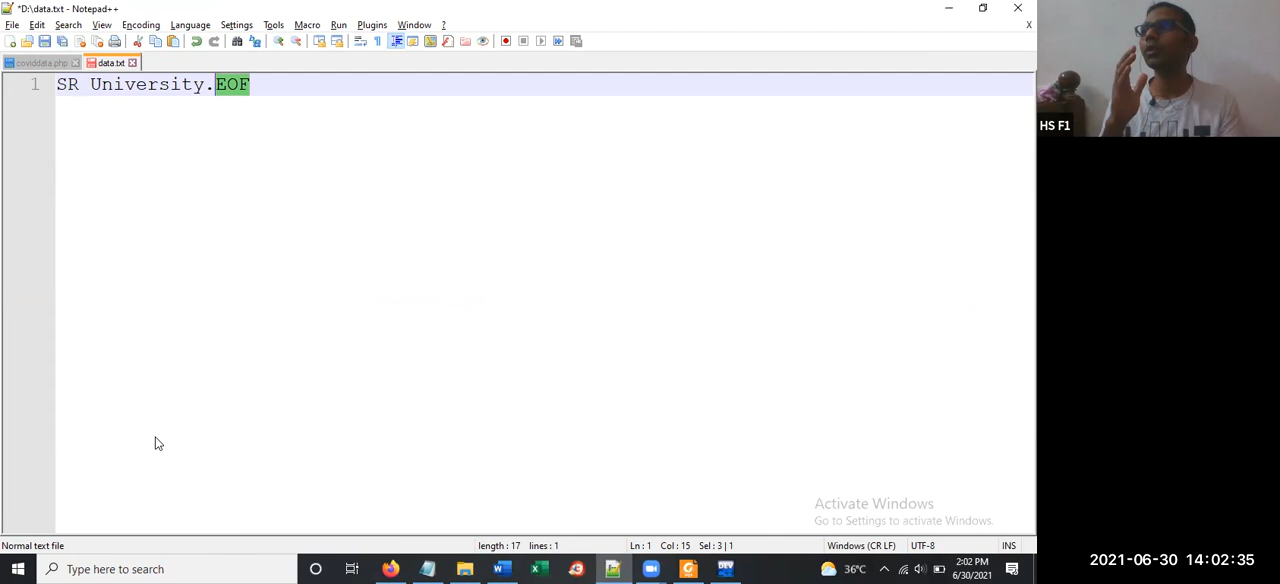 *D:\data.txt - Notepad++
File Edit Search View Encoding Language Settings Tools Macro Run Plugins Window ?
X
coviddata.php data.txt
1 SR University.EOF
HS F1
Activate Windows
Go to Settings to activate Windows.
Normal text file length : 17 lines : 1 Ln : 1 Col : 15 Sel : 3 | 1 Windows (CR LF) UTF-8 INS
Type here to search
36°C
2:02 PM
6/30/2021
2021-06-30 14:02:35